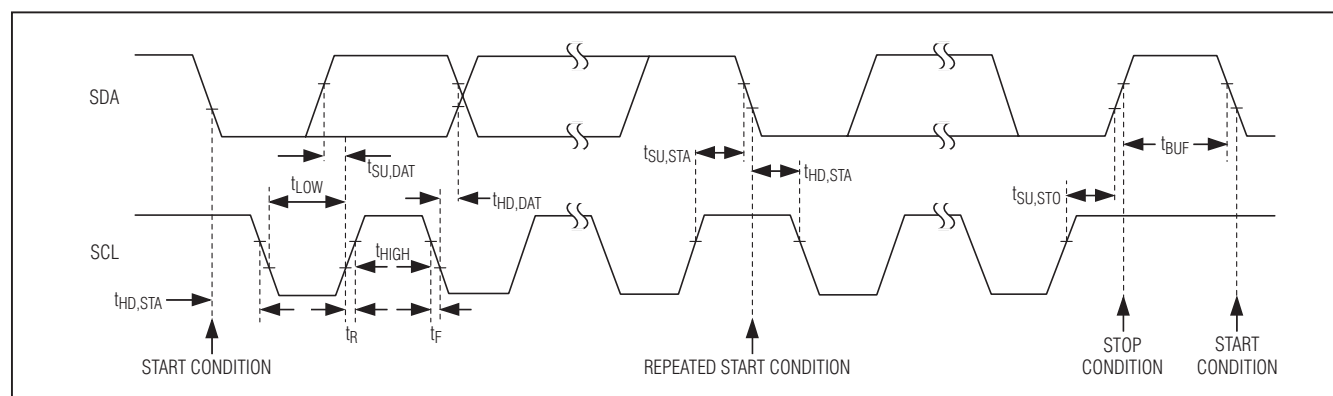 SDA
tSU,DAT
tLOW
tHD,DAT
tSU,STA
tHD,STA
tBUF
tSU,STO
SCL
tHIGH
tHD,STA
tR
tF
START CONDITION
REPEATED START CONDITION
STOP
CONDITION
START
CONDITION